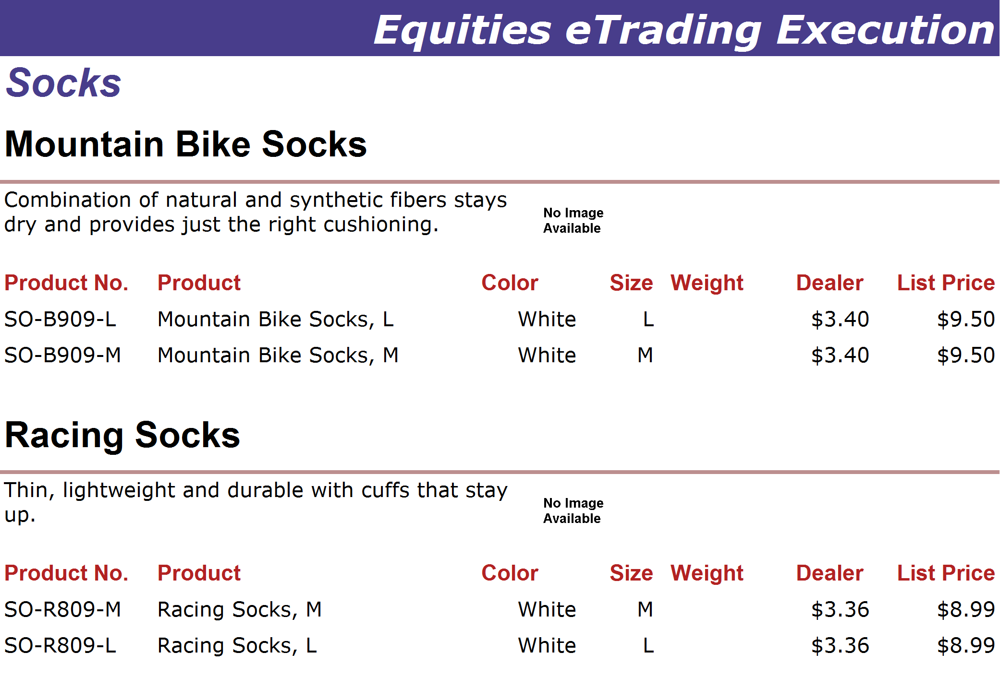 Equities eTrading Execution
Socks
Mountain Bike Socks
Combination of natural and synthetic fibers stays
dry and provides just the right cushioning.
No Image
Available
Product No. Product Color Size Weight Dealer List Price
SO-B909-L Mountain Bike Socks, L White L $3.40 $9.50
SO-B909-M Mountain Bike Socks, M White M $3.40 $9.50
Racing Socks
Thin, lightweight and durable with cuffs that stay
up.
No Image
Available
Product No. Product Color Size Weight Dealer List Price
SO-R809-M Racing Socks, M White M $3.36 $8.99
SO-R809-L Racing Socks, L White L $3.36 $8.99